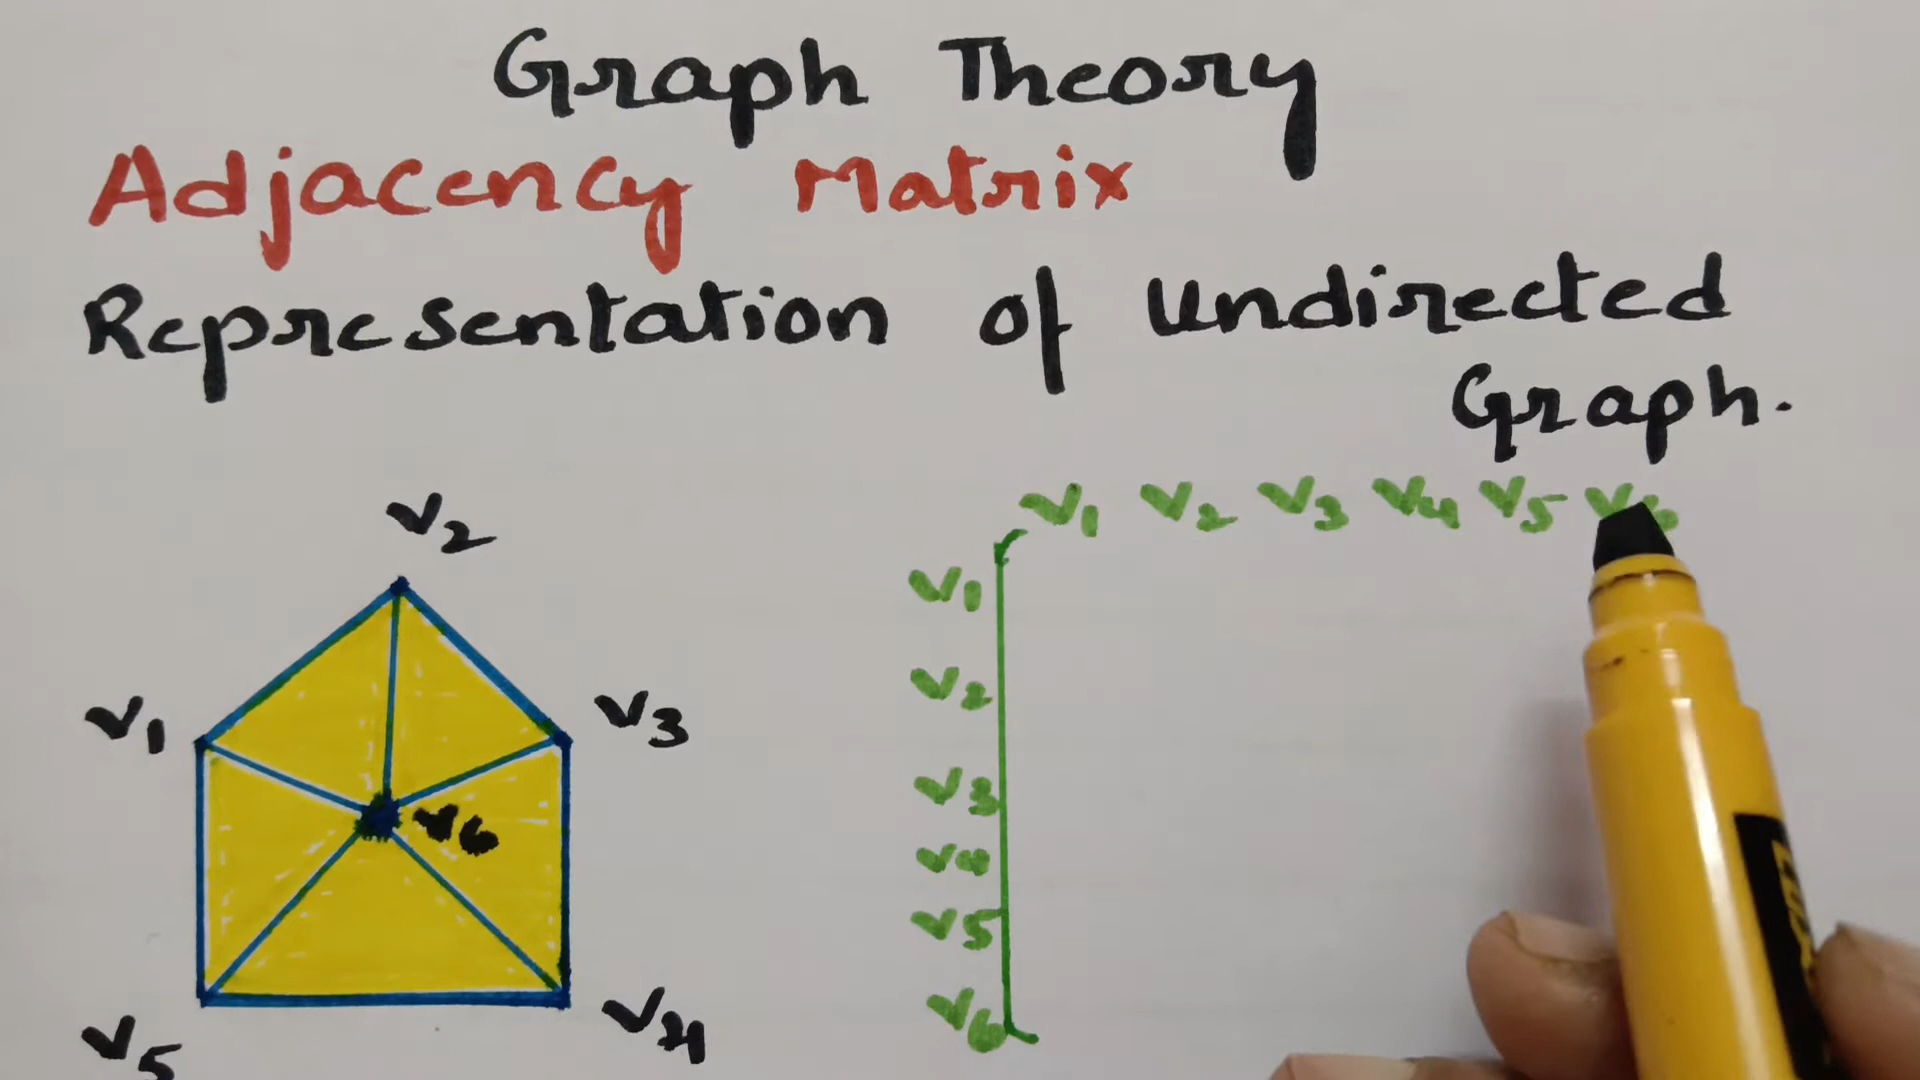 Graph Theory
Adjacency Matrix
Representation of Undirected
Graph.
V1 V2 V3 V4 V5 V6
V2
V1
V3
V6
V5
V4
V1
V2
V3
V4
V5
V6